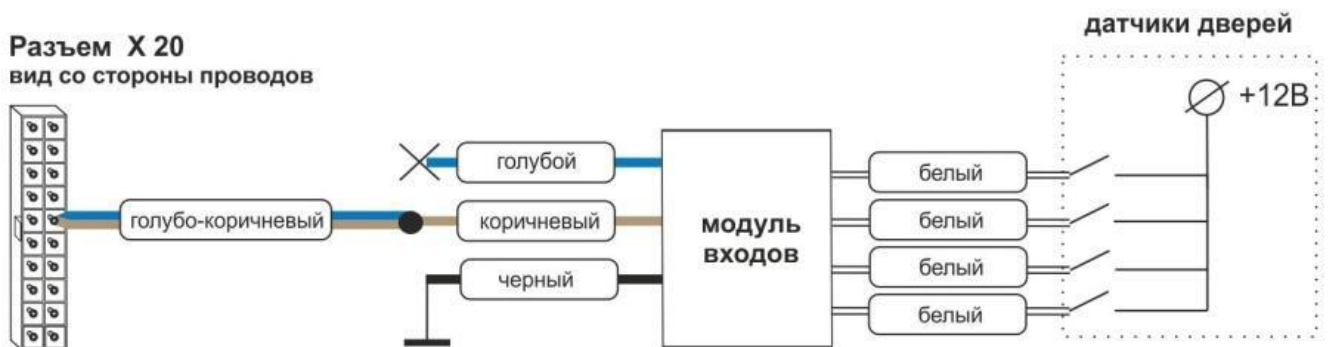 датчики дверей
Разъем X 20
вид со стороны проводов
+12В
голубой
белый
голубо-коричневый
коричневый
модуль
входов
белый
черный
белый
белый